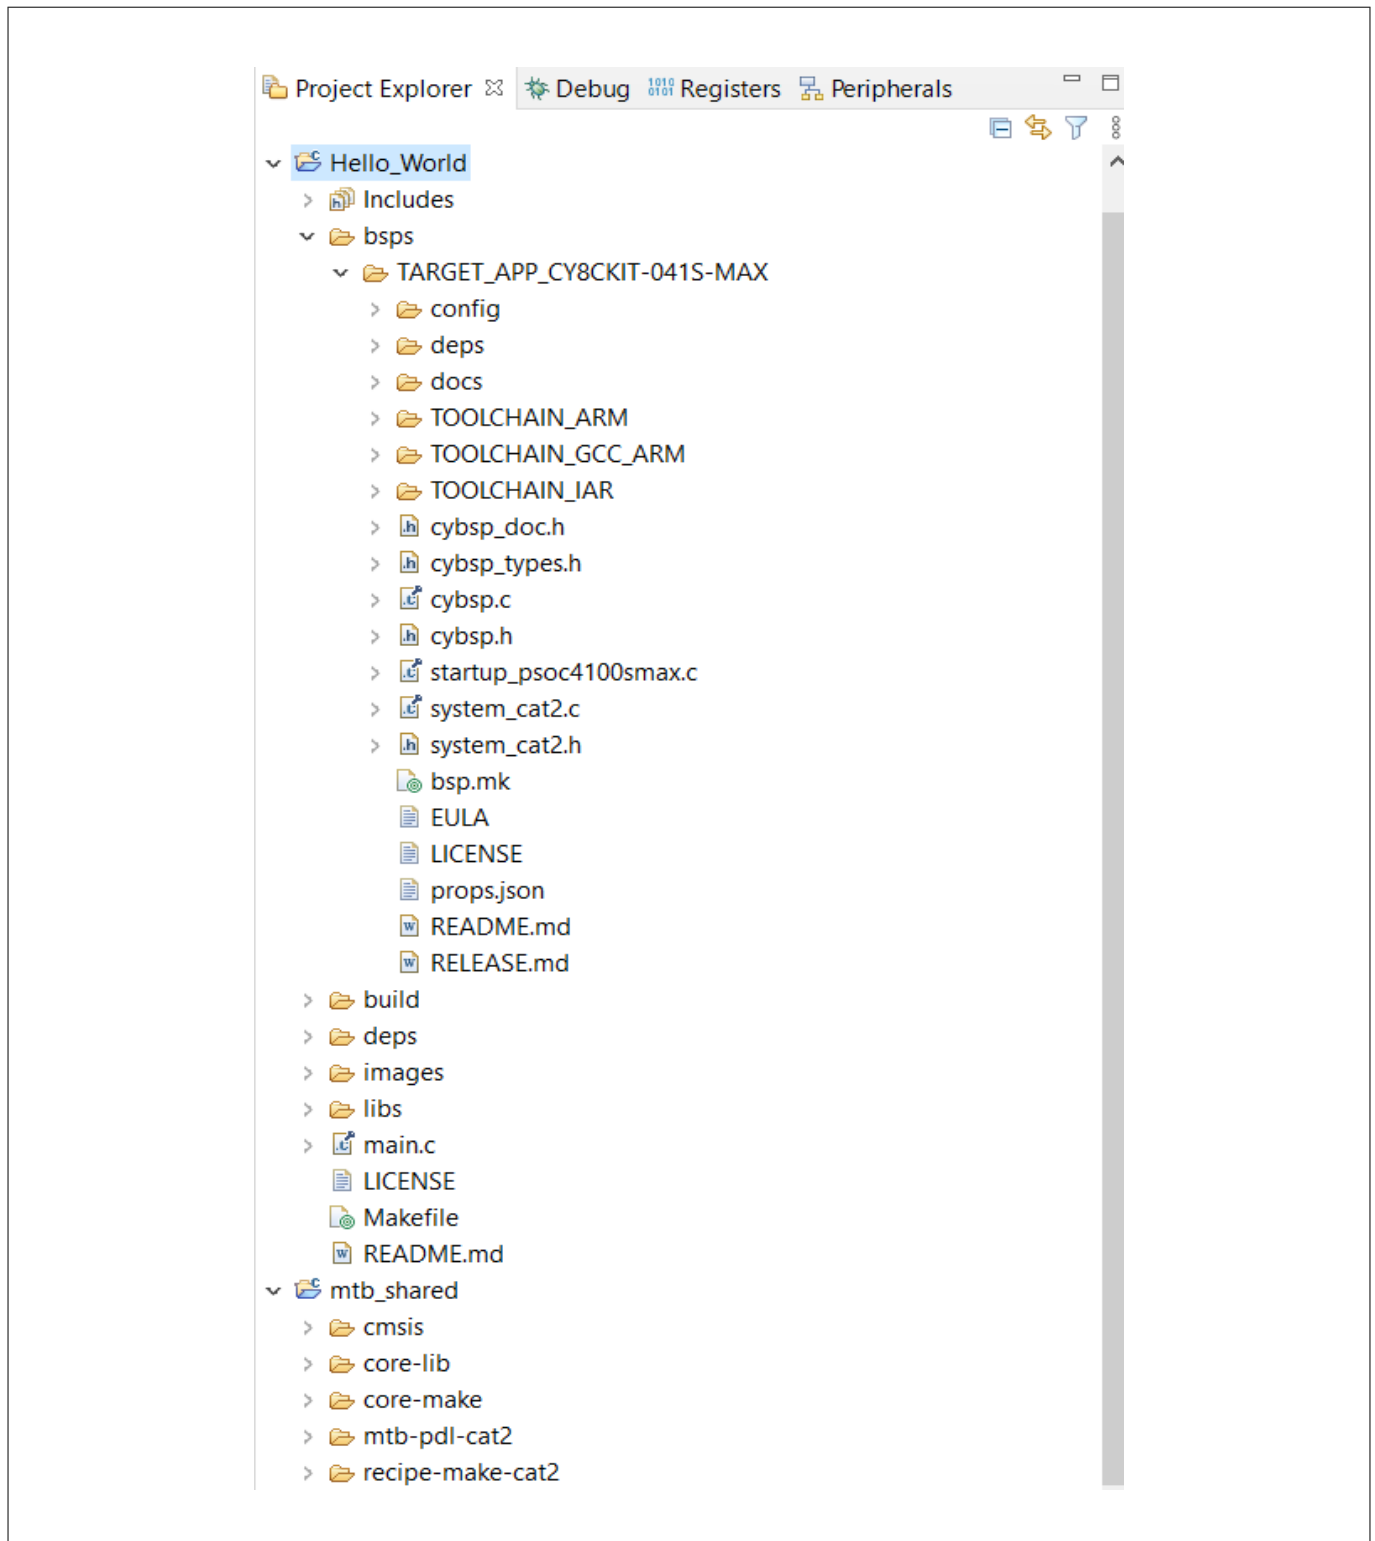 Project Explorer Debug Registers Peripherals
Hello_World
Includes
bsps
TARGET_APP_CY8CKIT-041S-MAX
config
deps
docs
TOOLCHAIN_ARM
TOOLCHAIN_GCC_ARM
TOOLCHAIN_IAR
cybsp_doc.h
cybsp_types.h
cybsp.c
cybsp.h
startup_psoc4100smax.c
system_cat2.c
system_cat2.h
bsp.mk
EULA
LICENSE
props.json
README.md
RELEASE.md
build
deps
images
libs
main.c
LICENSE
Makefile
README.md
mtb_shared
cmsis
core-lib
core-make
mtb-pdl-cat2
recipe-make-cat2